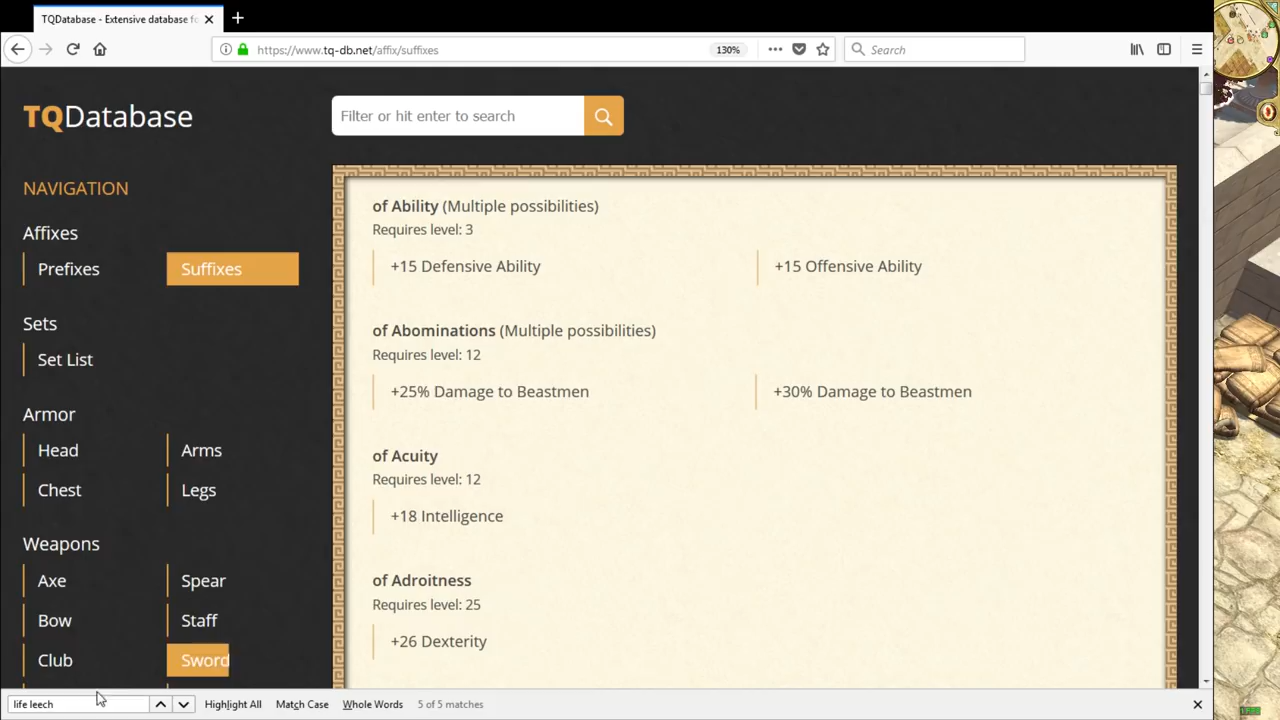 TQDatabase - Extensive database fo
https://www.tq-db.net/affix/suffixes
130%
Search
TQDatabase
Filter or hit enter to search
NAVIGATION
Affixes
Prefixes
Suffixes
Sets
Set List
Armor
Head
Arms
Chest
Legs
Weapons
Axe
Spear
Bow
Staff
Club
Sword
of Ability (Multiple possibilities)
Requires level: 3
+15 Defensive Ability
+15 Offensive Ability
of Abominations (Multiple possibilities)
Requires level: 12
+25% Damage to Beastmen
+30% Damage to Beastmen
of Acuity
Requires level: 12
+18 Intelligence
of Adroitness
Requires level: 25
+26 Dexterity
life leech
Highlight All
Match Case
Whole Words
5 of 5 matches